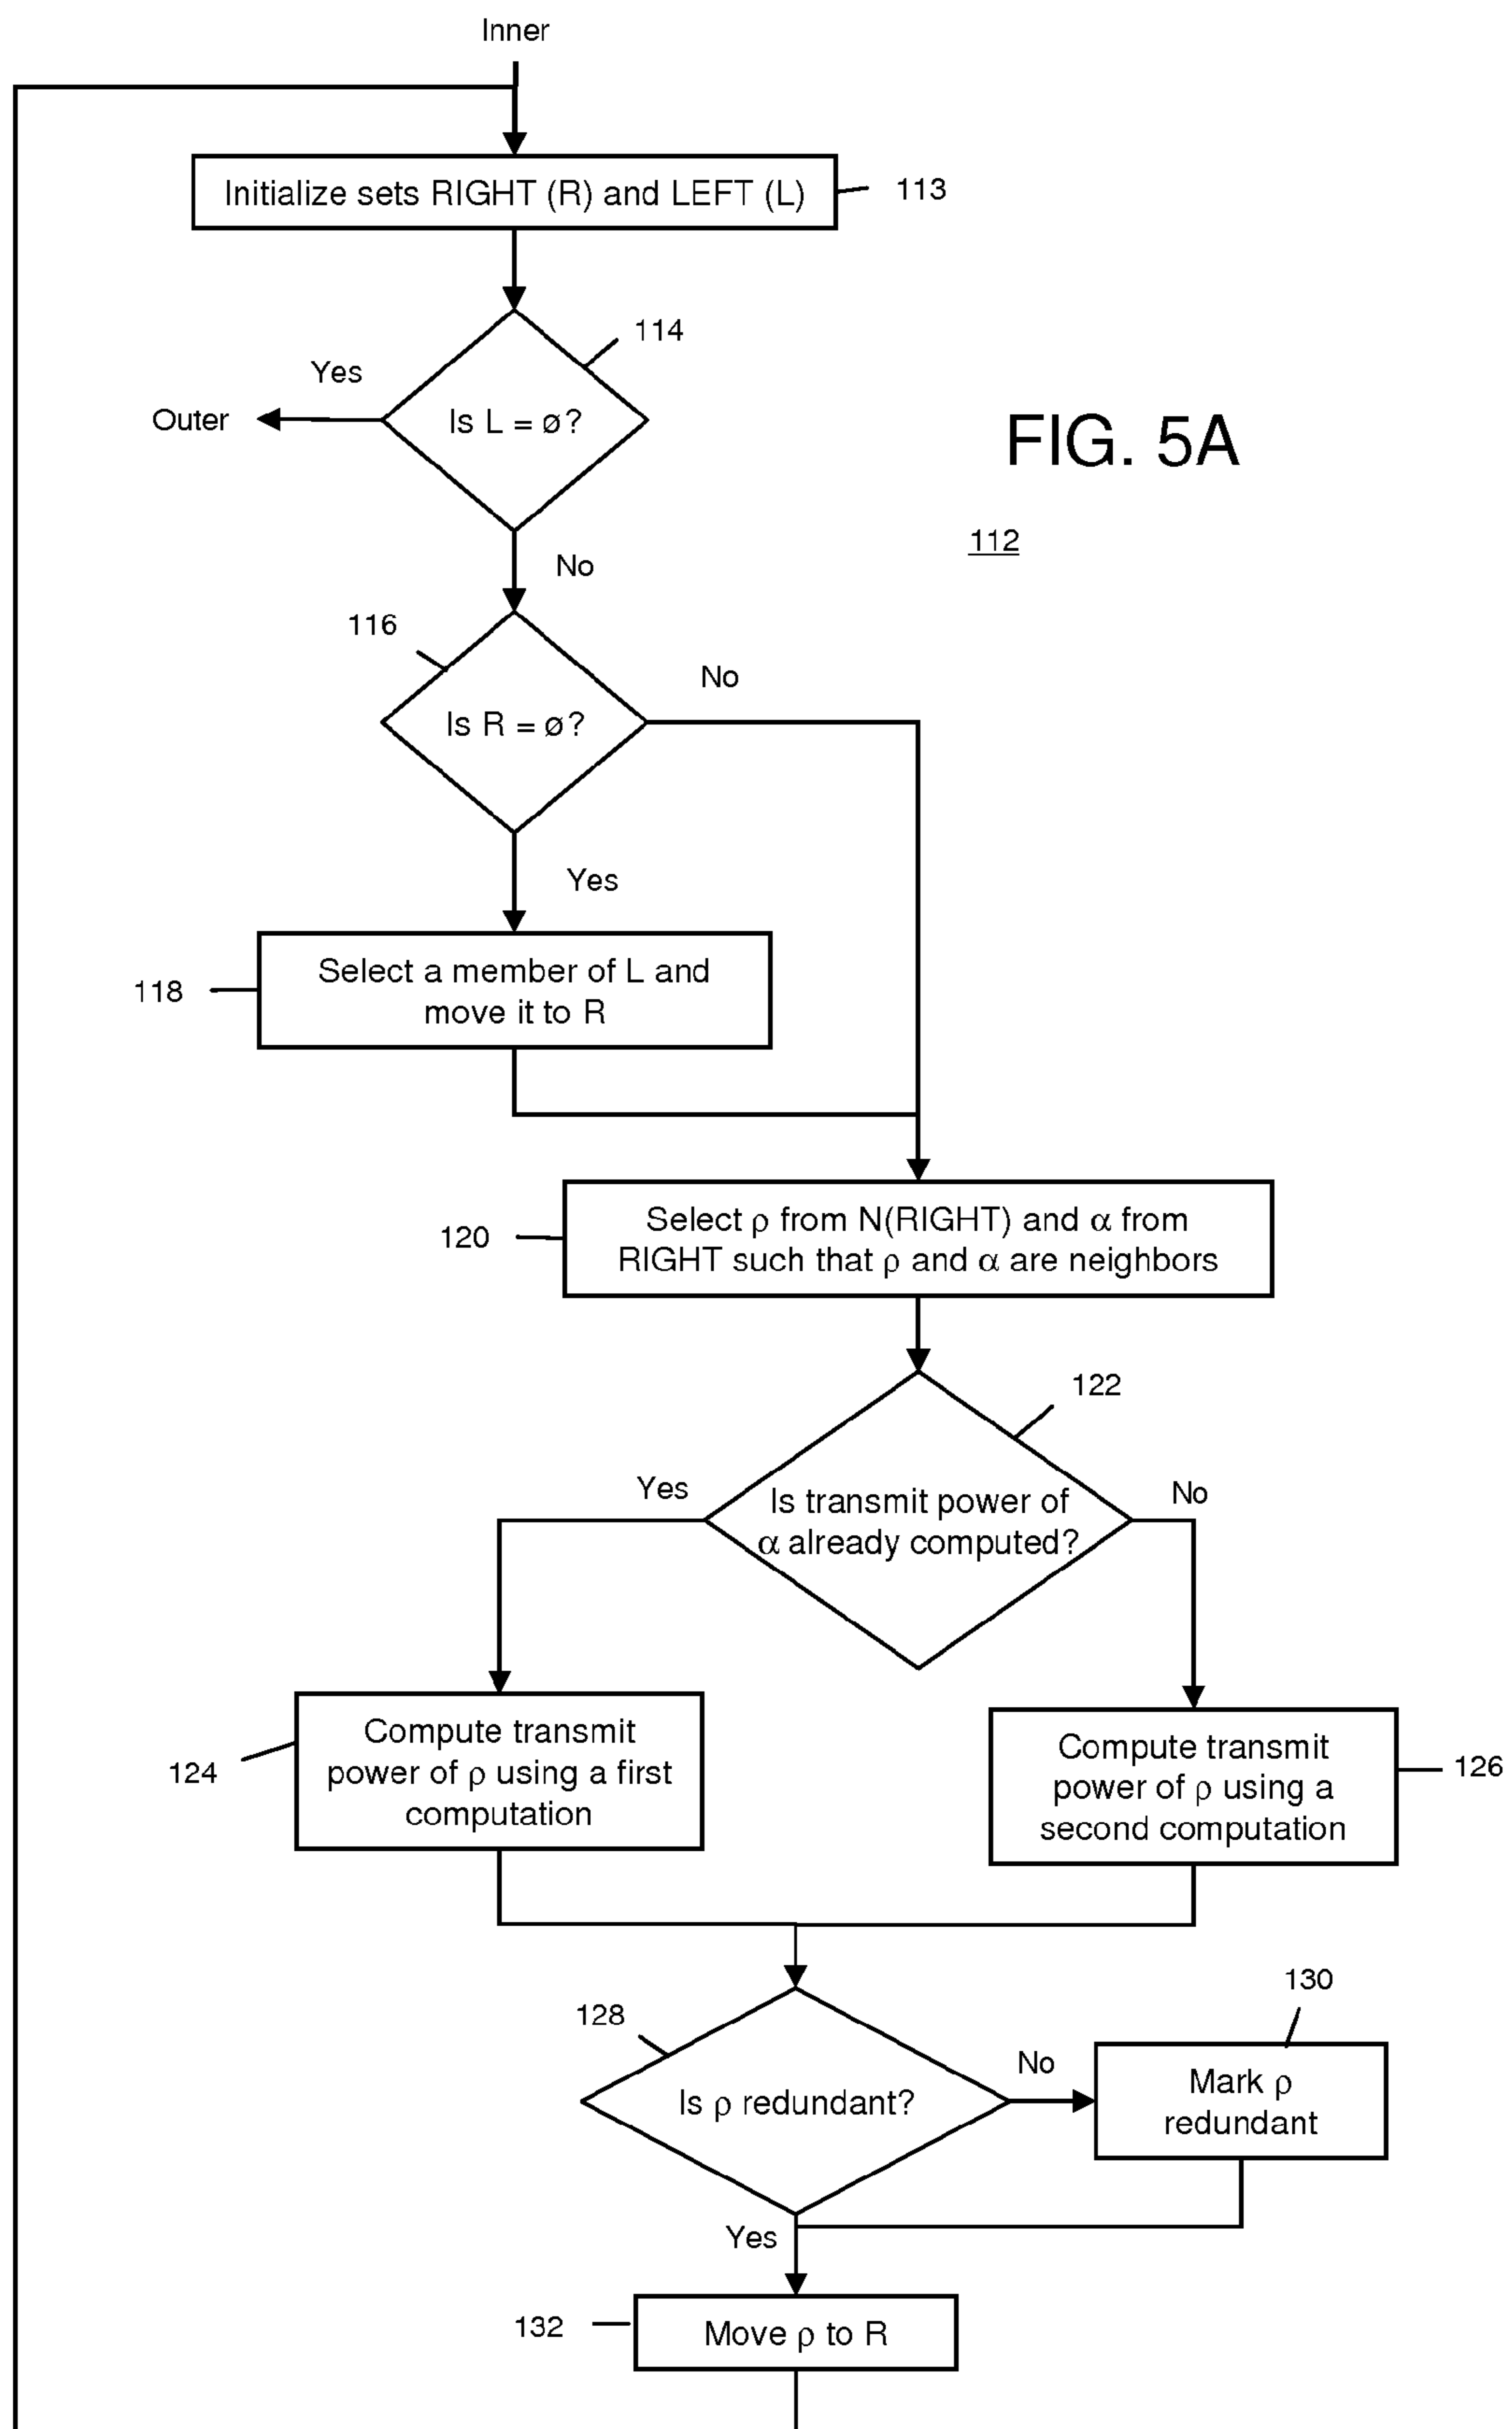 Inner
Initialize sets RIGHT (R) and LEFT (L)
113
114
Yes
Outer
Is L = ø?
FIG. 5A
112
No
116
No
Is R = ø?
Yes
118
Select a member of L and
move it to R
120
Select ρ from N(RIGHT) and α from
RIGHT such that ρ and α are neighbors
122
Yes
No
Is transmit power of
α already computed?
124
Compute transmit
power of ρ using a first
computation
Compute transmit
power of ρ using a
second computation
126
128
130
No
Is ρ redundant?
Mark ρ
redundant
Yes
132
Move ρ to R